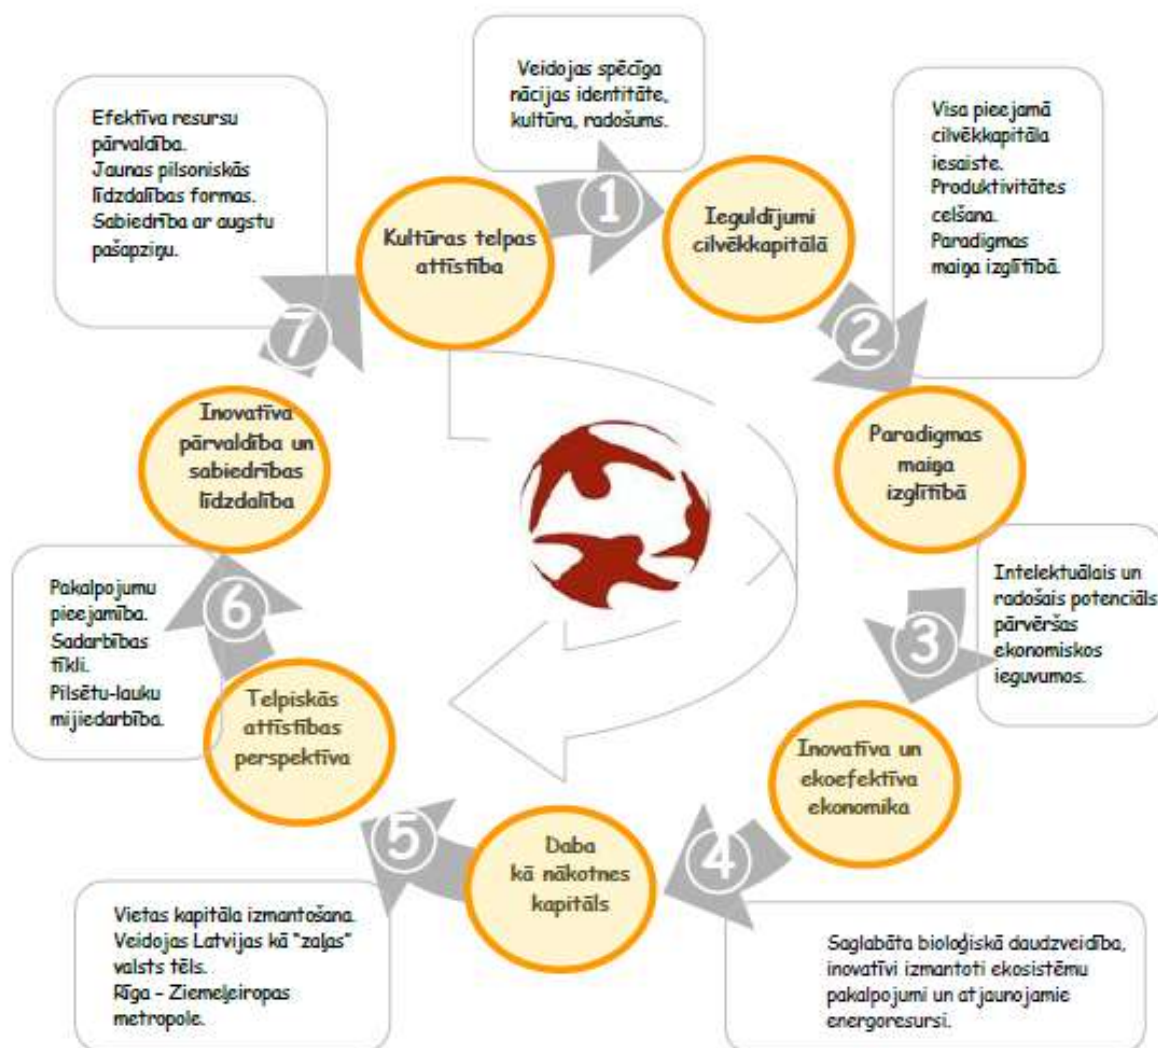 Veidojas spēcīga
nācijas identitāte,
kultūra, radošums.
1
Kultūras telpas
attīstība
Ieguldījumi
cilvēkkapitālā
Visa pieejamā
cilvēkkapitāla
iesaiste.
Produktivitātes
celšana.
Paradigmas
maiņa izglītībā.
2
Paradigmas
maiņa
izglītībā
Intelektuālais un
radošais potenciāls
pārvēršas
ekonomiskos
ieguvumos.
3
Inovatīva un
ekoefektīva
ekonomika
4
Saglabāta bioloģiskā daudzveidība,
inovatīvi izmantoti ekosistēmu
pakalpojumi un atjaunojamie
energoresursi.
Daba
kā nākotnes
kapitāls
5
Vietas kapitāla izmantošana.
Veidojas Latvijas kā “zaļas”
valsts tēls.
Rīga – Ziemeļeiropas
metropole.
Telpiskās
attīstības
perspektīva
6
Pakalpojumu
pieejamība.
Sadarbības
tīkli.
Pilsētu-lauku
mijiedarbība.
Inovatīva
pārvaldība un
sabiedrības
līdzdalība
7
Efektīva resursu
pārvaldība.
Jaunas pilsoniskās
līdzdalības formas.
Sabiedrība ar augstu
pašapziņu.